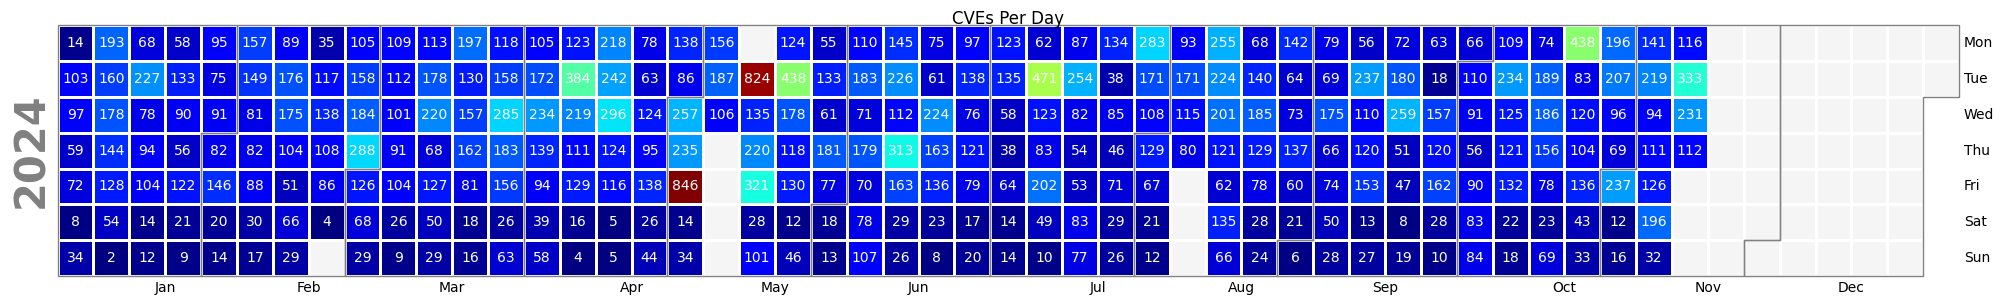 CVEs Per Day
14 193 68 58 95 157 89 35 105 109 113 197 118 105 123 218 78 138 156 124 55 110 145 75 97 123 62 87 134 283 93 255 68 142 79 56 72 63 66 109 74 438 196 141 116 Mon
103 160 227 133 75 149 176 117 158 112 178 130 158 172 384 242 63 86 187 824 438 133 183 226 61 138 135 471 254 38 171 171 224 140 64 69 237 180 18 110 234 189 83 207 219 333 Tue
97 178 78 90 91 81 175 138 184 101 220 157 285 234 219 296 124 257 106 135 178 61 71 112 224 76 58 123 82 85 108 115 201 185 73 175 110 259 157 91 125 186 120 96 94 231 Wed
59 144 94 56 82 82 104 108 288 91 68 162 183 139 111 124 95 235 220 118 181 179 313 163 121 38 83 54 46 129 80 121 129 137 66 120 51 120 56 121 156 104 69 111 112 Thu
72 128 104 122 146 88 51 86 126 104 127 81 156 94 129 116 138 846 321 130 77 70 163 136 79 64 202 53 71 67 62 78 60 74 153 47 162 90 132 78 136 237 126 Fri
8 54 14 21 20 30 66 4 68 26 50 18 26 39 16 5 26 14 28 12 18 78 29 23 17 14 49 83 29 21 135 28 21 50 13 8 28 83 22 23 43 12 196 Sat
34 2 12 9 14 17 29 29 9 29 16 63 58 4 5 44 34 101 46 13 107 26 8 20 14 10 77 26 12 66 24 6 28 27 19 10 84 18 69 33 16 32 Sun
2024
Jan Feb Mar Apr May Jun Jul Aug Sep Oct Nov Dec